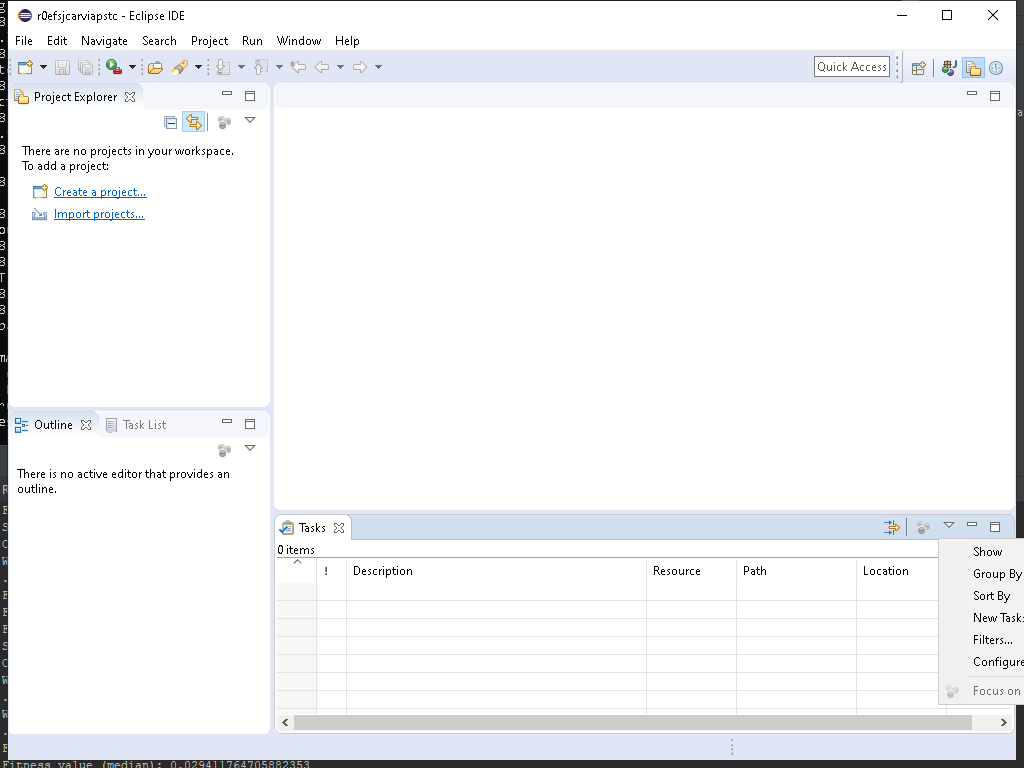 r0efsjcarviapstc - Eclipse IDE
File Edit Navigate Search Project Run Window Help
Quick Access
Project Explorer
There are no projects in your workspace.
To add a project:
Create a project...
Import projects...
Outline Task List
There is no active editor that provides an
outline.
Tasks
0 items
! Description Resource Path Location
Show
Group By
Sort By
New Task
Filters...
Configure
Focus on
Fitness value (median): 0.029411764705882353